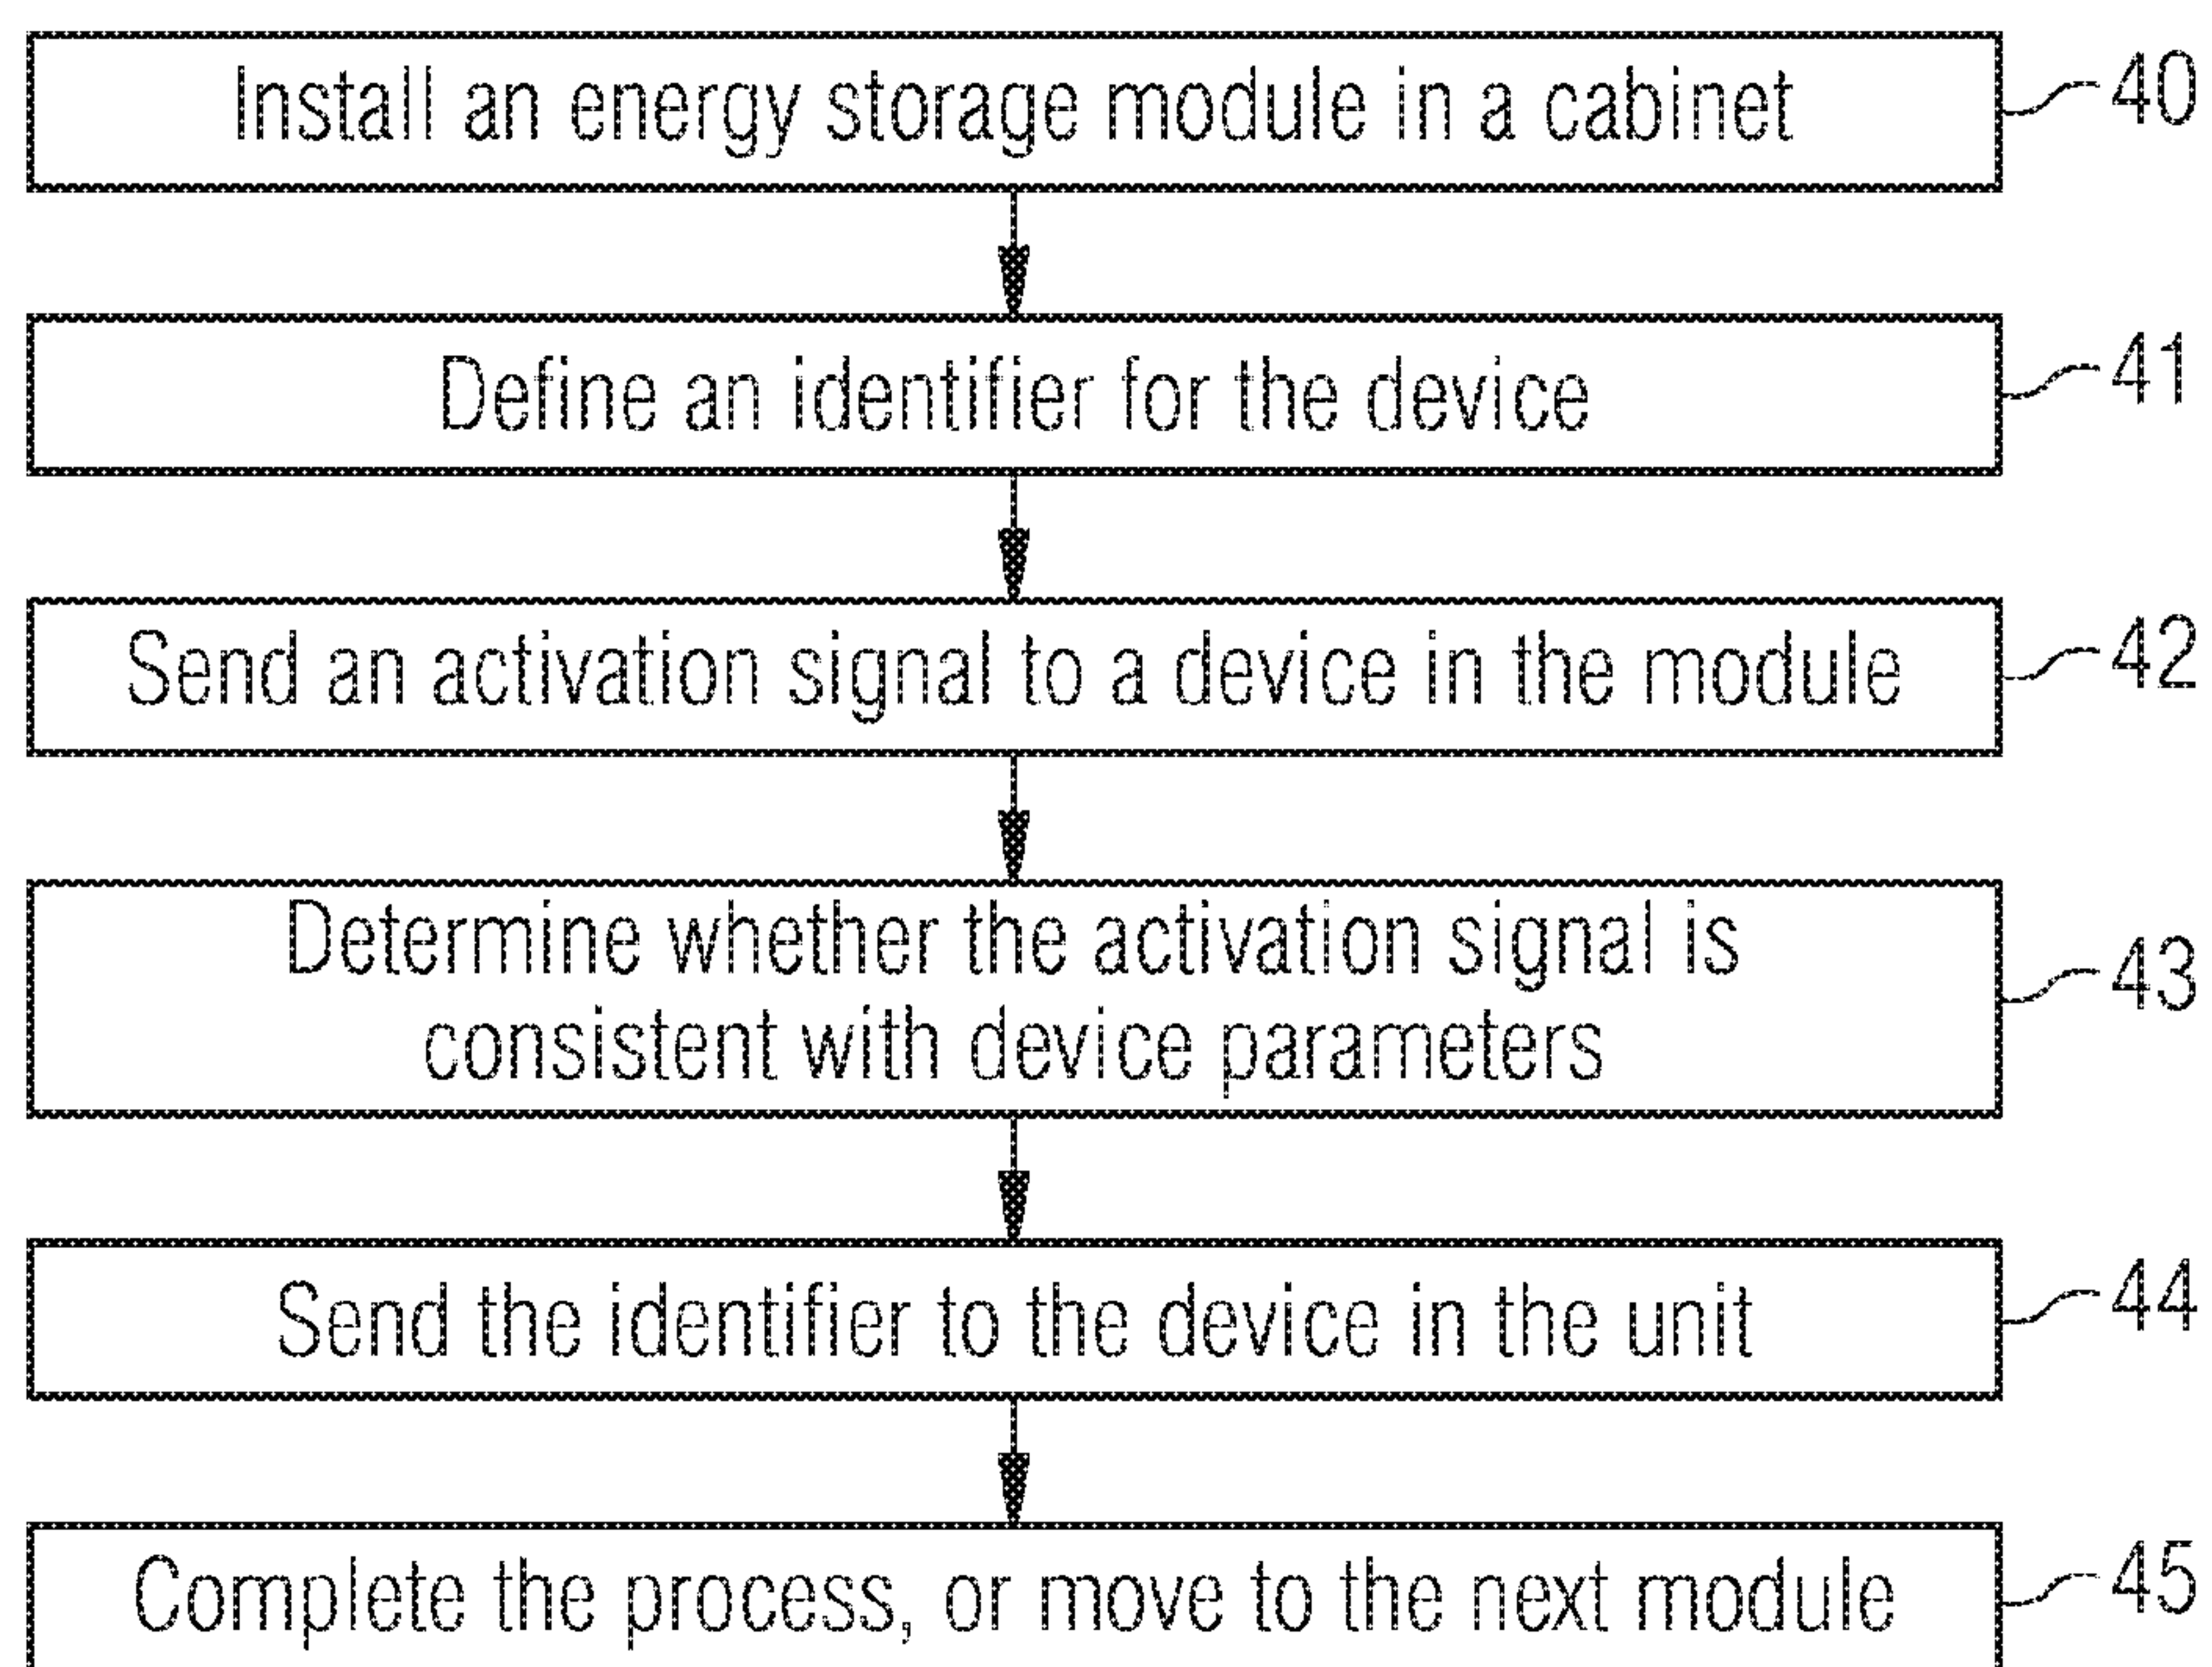 Install an energy storage module in a cabinet
40
Define an identifier for the device
41
Send an activation signal to a device in the module
42
Determine whether the activation signal is
consistent with device parameters
43
Send the identifier to the device in the unit
44
Complete the process, or move to the next module
45